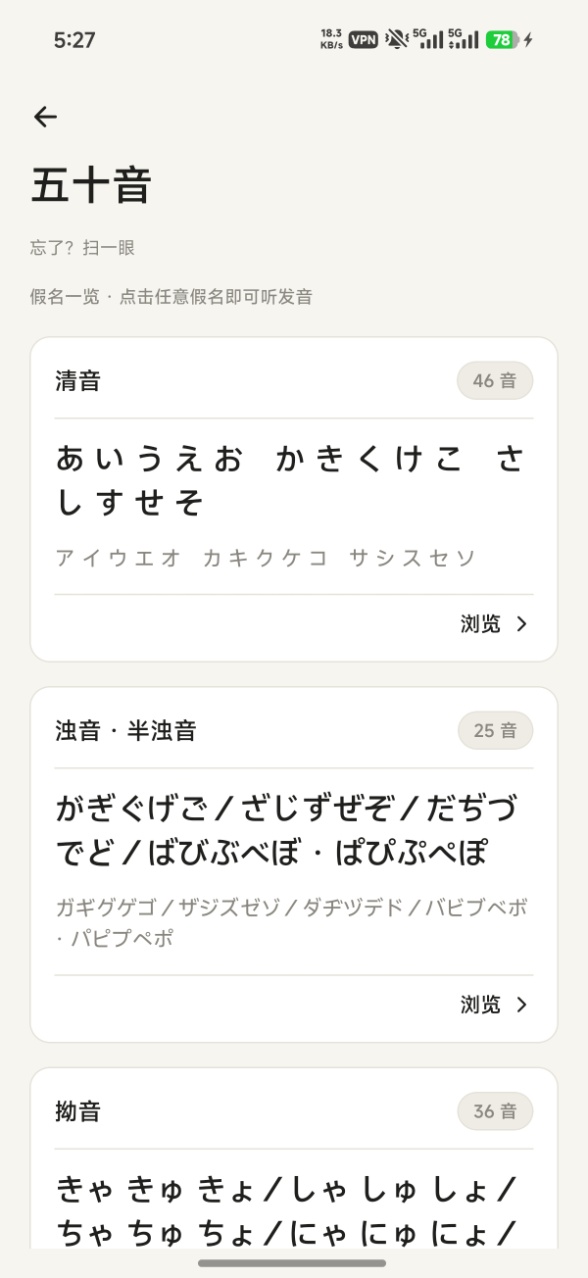 5:27
18.3 KB/s VPN 5G 5G 78
五十音
忘了？扫一眼
假名一览 · 点击任意假名即可听发音
清音 46 音
あ い う え お か き く け こ さ
し す せ そ
ア イ ウ エ オ カ キ ク ケ コ サ シ ス セ ソ
浏览
浊音 · 半浊音 25 音
がぎぐげご／ざじずぜぞ／だぢづ
でど／ばびぶべぼ · ぱぴぷぺぽ
ガギグゲゴ／ザジズゼゾ／ダヂヅデド／バビブベボ
· パピプペポ
浏览
拗音 36 音
きゃ きゅ きょ／しゃ しゅ しょ／
ちゃ ちゅ ちょ／にゃ にゅ にょ／